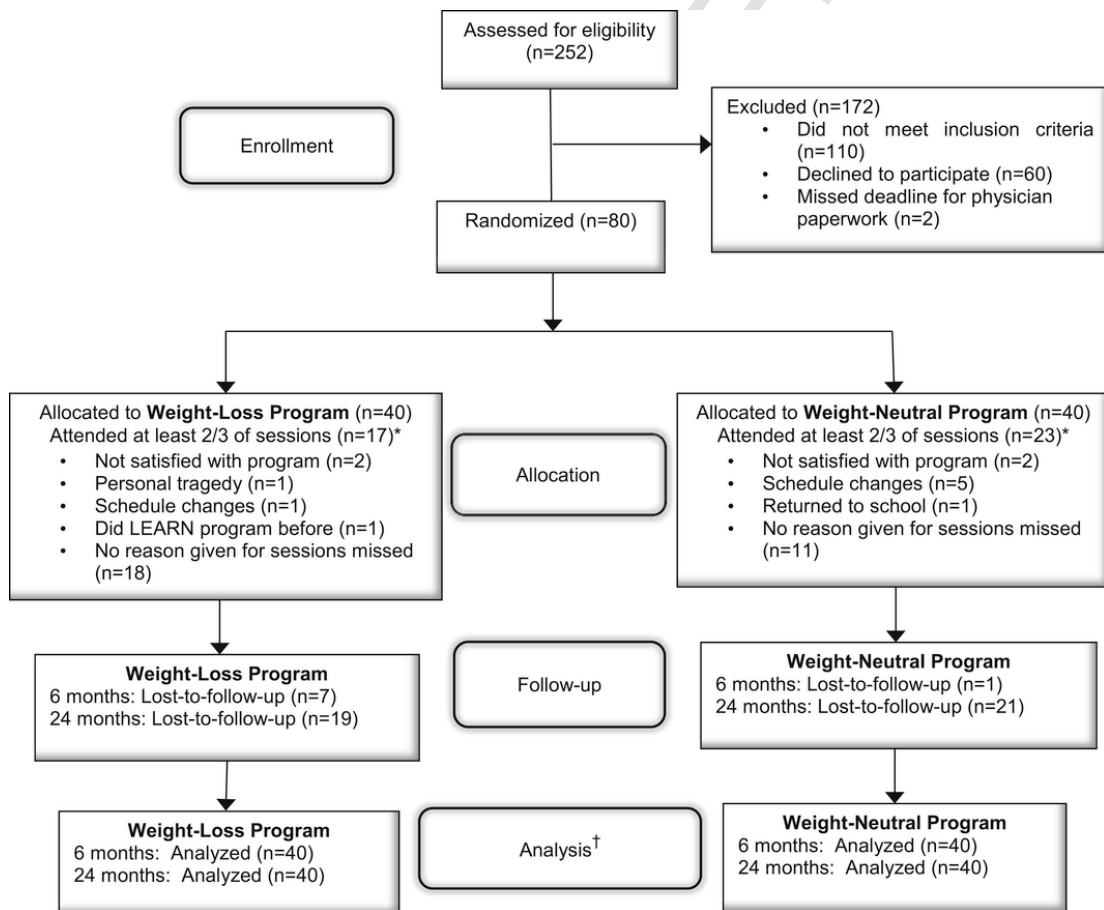 Assessed for eligibility
(n=252)
Enrollment
Excluded (n=172)
• Did not meet inclusion criteria
(n=110)
• Declined to participate (n=60)
• Missed deadline for physician
paperwork (n=2)
Randomized (n=80)
Allocated to Weight-Loss Program (n=40)
Attended at least 2/3 of sessions (n=17)*
• Not satisfied with program (n=2)
• Personal tragedy (n=1)
• Schedule changes (n=1)
• Did LEARN program before (n=1)
• No reason given for sessions missed
(n=18)
Allocation
Allocated to Weight-Neutral Program (n=40)
Attended at least 2/3 of sessions (n=23)*
• Not satisfied with program (n=2)
• Schedule changes (n=5)
• Returned to school (n=1)
• No reason given for sessions missed
(n=11)
Weight-Loss Program
6 months: Lost-to-follow-up (n=7)
24 months: Lost-to-follow-up (n=19)
Follow-up
Weight-Neutral Program
6 months: Lost-to-follow-up (n=1)
24 months: Lost-to-follow-up (n=21)
Weight-Loss Program
6 months: Analyzed (n=40)
24 months: Analyzed (n=40)
Analysis†
Weight-Neutral Program
6 months: Analyzed (n=40)
24 months: Analyzed (n=40)